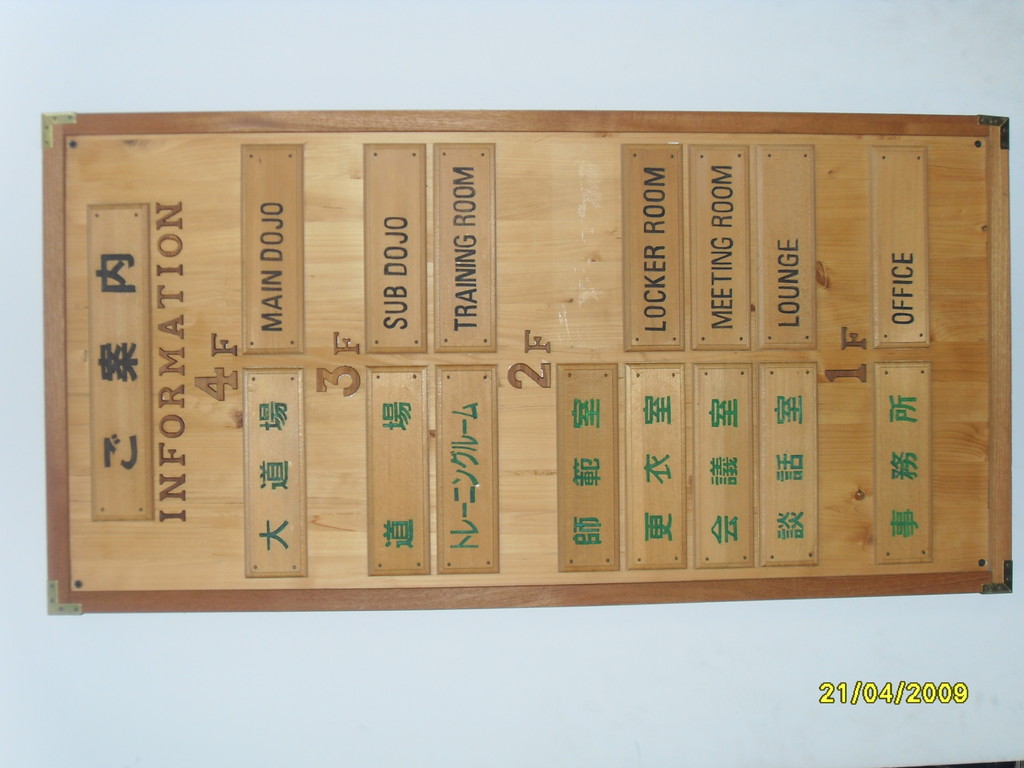 ご案内
INFORMATION
4F
大道場 MAIN DOJO
3F
道場 SUB DOJO
トレーニングルーム TRAINING ROOM
2F
師範室
更衣室 LOCKER ROOM
会議室 MEETING ROOM
談話室 LOUNGE
1F
事務所 OFFICE
21/04/2009